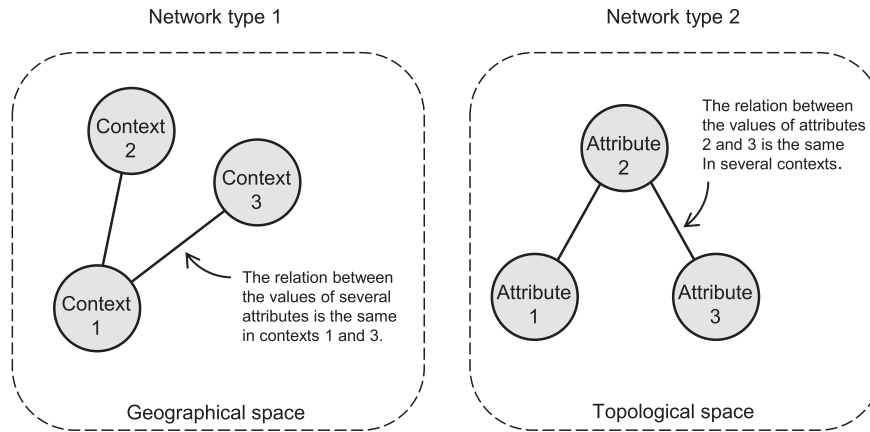 Network type 1
Context
2
Context
3
Context
1
The relation between
the values of several
attributes is the same
in contexts 1 and 3.
Geographical space
Network type 2
The relation between
the values of attributes
2 and 3 is the same
In several contexts.
Attribute
2
Attribute
1
Attribute
3
Topological space